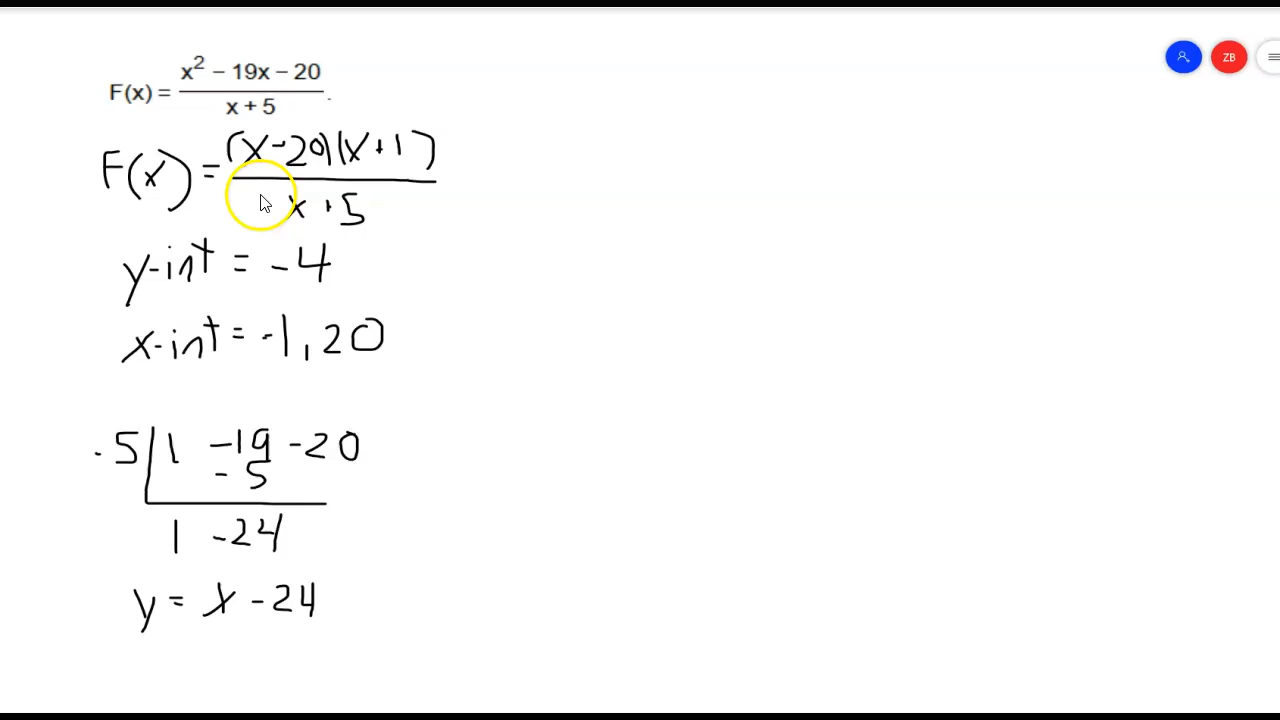 F(x) = x² − 19x − 20 / x + 5 .
F(x) = (x-20)(x+1) / x+5
y-int = -4
x-int = -1, 20
-5 | 1 -19 -20
-5
1 -24
y = x - 24
ZB